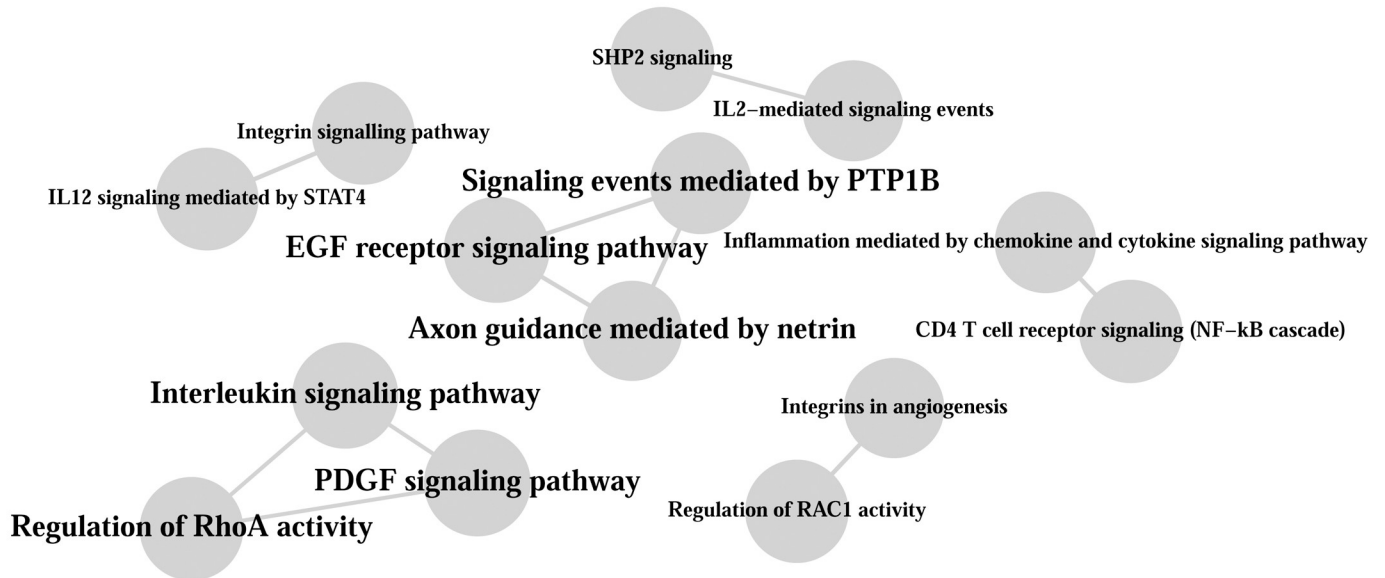 SHP2 signaling
IL2−mediated signaling events
Integrin signalling pathway
IL12 signaling mediated by STAT4
Signaling events mediated by PTP1B
EGF receptor signaling pathway
Inflammation mediated by chemokine and cytokine signaling pathway
Axon guidance mediated by netrin
CD4 T cell receptor signaling (NF−kB cascade)
Interleukin signaling pathway
Integrins in angiogenesis
PDGF signaling pathway
Regulation of RAC1 activity
Regulation of RhoA activity